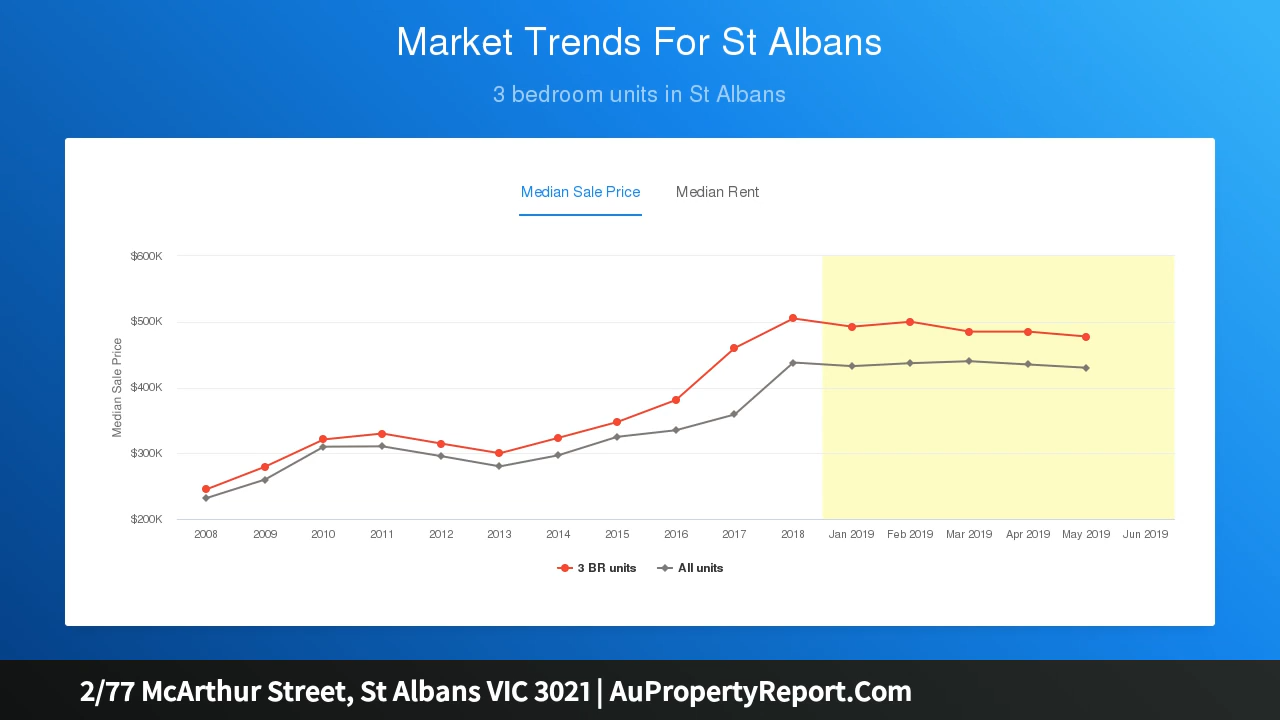 Market Trends For St Albans
3 bedroom units in St Albans
Median Sale Price Median Rent
$600K
$500K
$400K
$300K
$200K
Median Sale Price
2008 2009 2010 2011 2012 2013 2014 2015 2016 2017 2018 Jan 2019 Feb 2019 Mar 2019 Apr 2019 May 2019 Jun 2019
3 BR units All units
2/77 McArthur Street, St Albans VIC 3021 | AuPropertyReport.Com